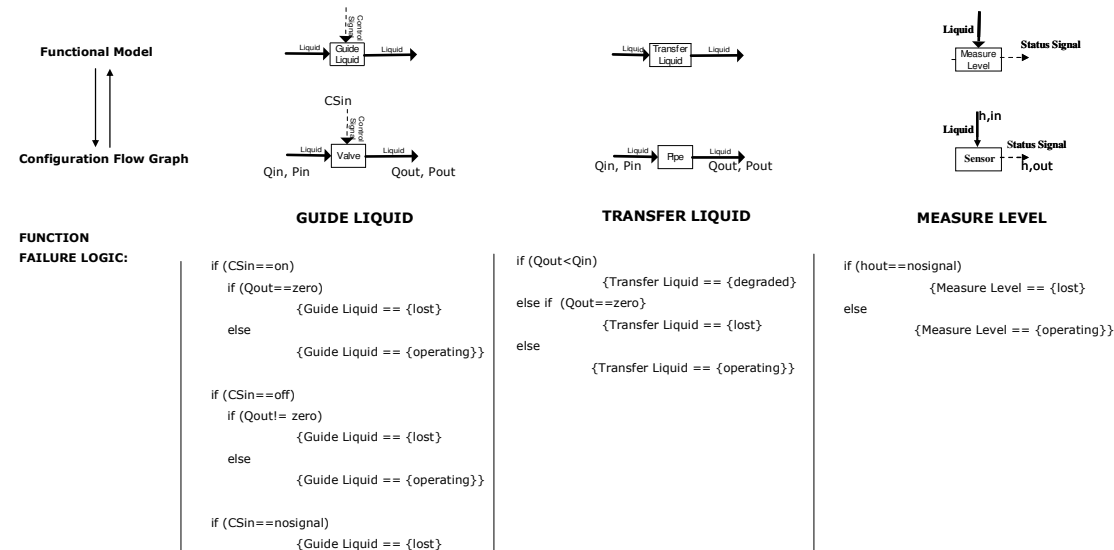 Functional Model
Configuration Flow Graph
Control
Signal
Liquid
Guide
Liquid
Liquid
CSin
Control
Signal
Liquid
Valve
Liquid
Qin, Pin
Qout, Pout
Liquid
Transfer
Liquid
Liquid
Liquid
Pipe
Liquid
Qin, Pin
Qout, Pout
Liquid
Measure
Level
Status Signal
h,in
Liquid
Sensor
Status Signal
h,out
FUNCTION
FAILURE LOGIC:
GUIDE LIQUID
if (CSin==on)
if (Qout==zero)
{Guide Liquid == {lost}
else
{Guide Liquid == {operating}}
if (CSin==off)
if (Qout!= zero)
{Guide Liquid == {lost}
else
{Guide Liquid == {operating}}
if (CSin==nosignal)
{Guide Liquid == {lost}
TRANSFER LIQUID
if (Qout<Qin)
{Transfer Liquid == {degraded}
else if (Qout==zero}
{Transfer Liquid == {lost}
else
{Transfer Liquid == {operating}}
MEASURE LEVEL
if (hout==nosignal)
{Measure Level == {lost}
else
{Measure Level == {operating}}